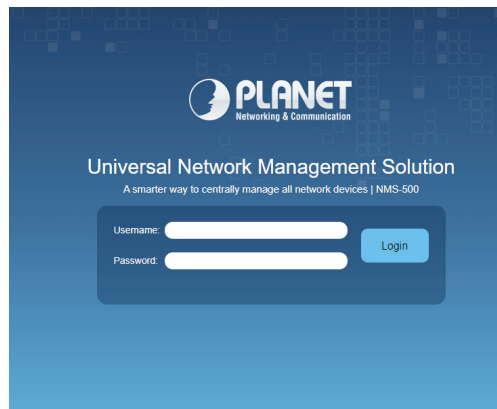 PLANET
Networking & Communication
Universal Network Management Solution
A smarter way to centrally manage all network devices | NMS-500
Username:
Login
Password: